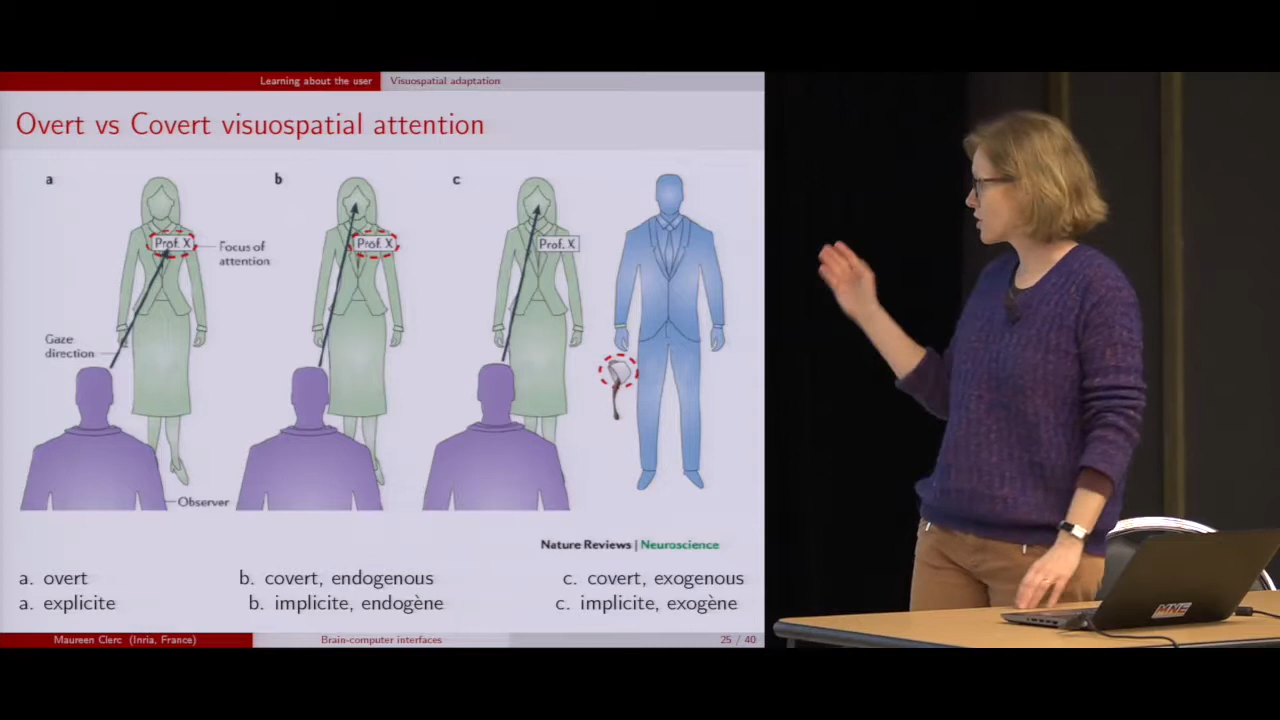 Learning about the user Visuospatial adaptation
Overt vs Covert visuospatial attention
a b c
Prof. X Prof. X Prof. X
Focus of
attention
Gaze
direction
Observer
Nature Reviews | Neuroscience
a. overt b. covert, endogenous c. covert, exogenous
a. explicite b. implicite, endogène c. implicite, exogène
Maureen Clerc (Inria, France) Brain-computer interfaces 25 / 40
MNE